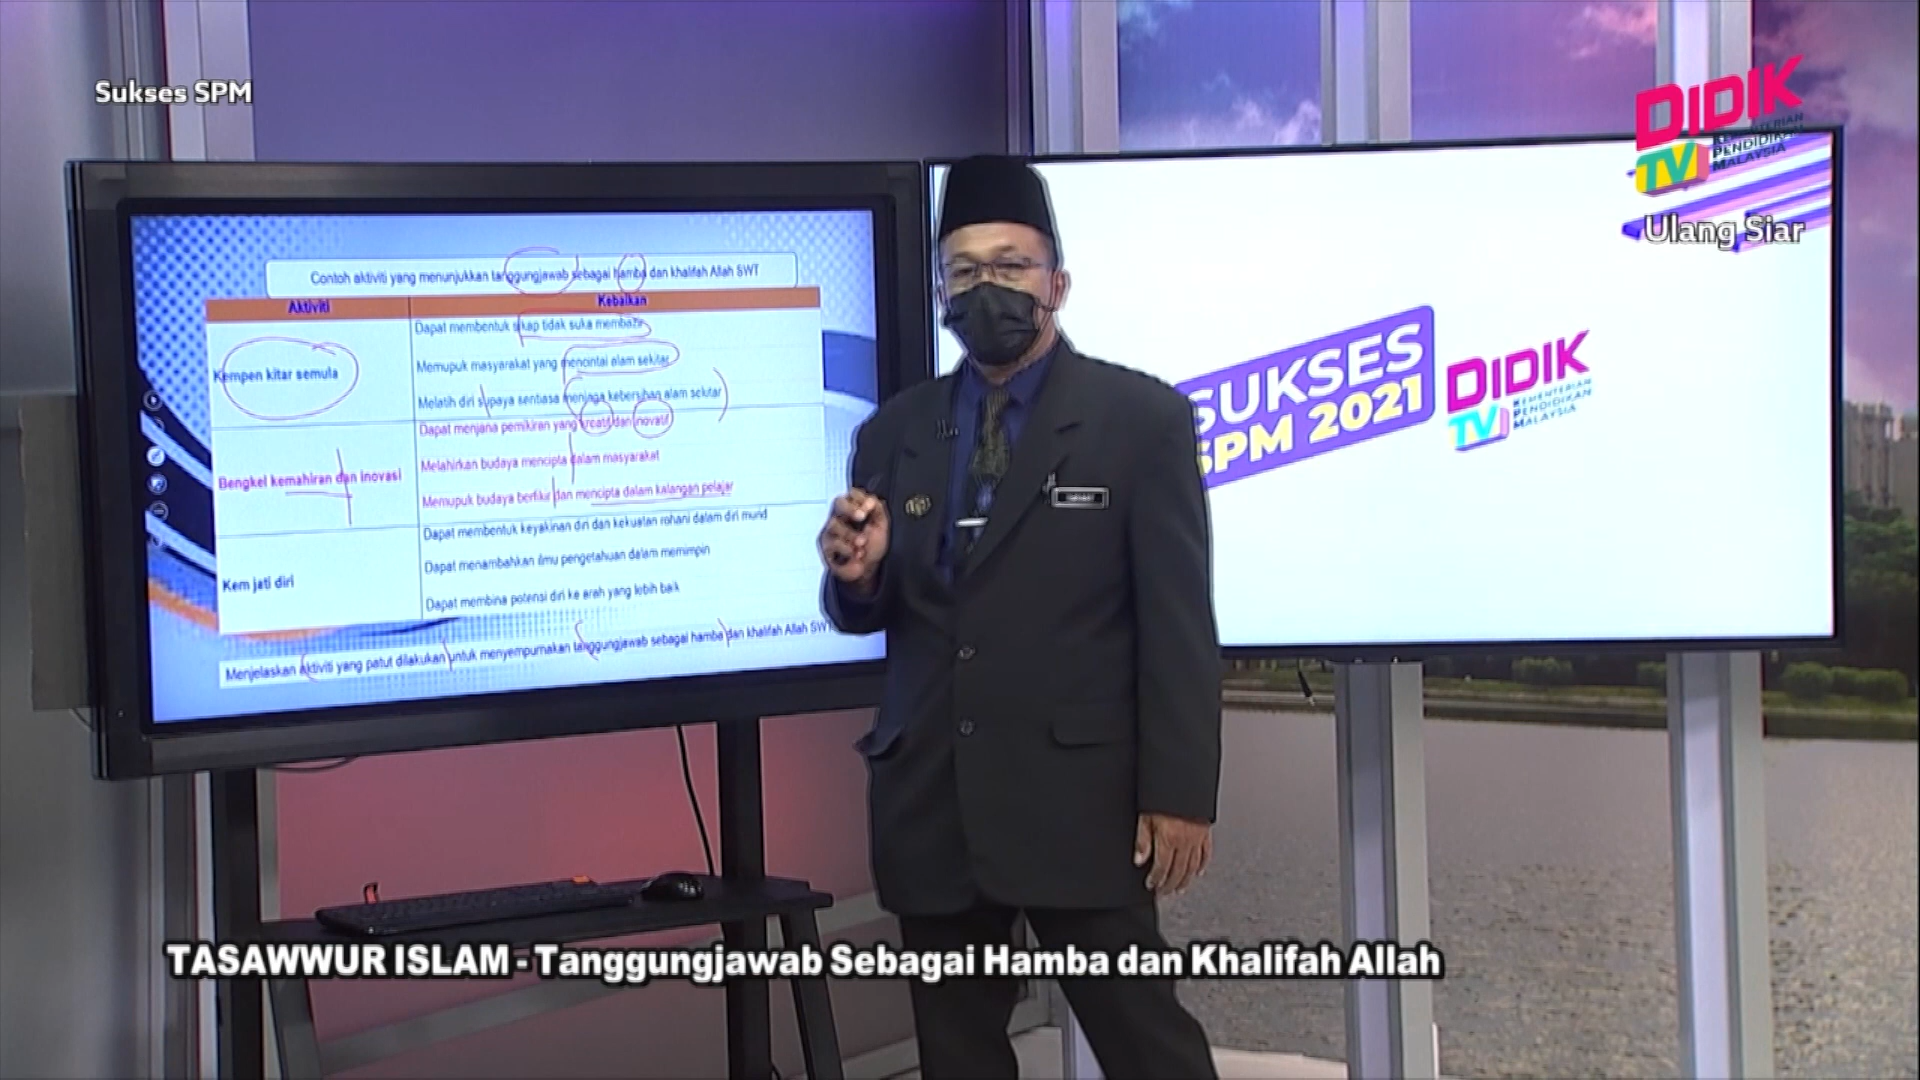 Sukses SPM
DIDIK
TV
KEMENTERIAN
PENDIDIKAN
MALAYSIA
Ulang Siar
Contoh aktiviti yang menunjukkan tanggungjawab sebagai hamba dan khalifah Allah SWT
Aktiviti
Kebaikan
Kempen kitar semula
Dapat membentuk sikap tidak suka membazir
Memupuk masyarakat yang mencintai alam sekitar
Melatih diri supaya sentiasa menjaga kebersihan alam sekitar
Bengkel kemahiran dan inovasi
Dapat menjana pemikiran yang kreatif dan inovatif
Melahirkan budaya mencipta dalam masyarakat
Memupuk budaya berfikir dan mencipta dalam kalangan pelajar
Kem jati diri
Dapat membentuk keyakinan diri dan kekuatan rohani dalam diri murid
Dapat menambahkan ilmu pengetahuan dalam memimpin
Dapat membina potensi diri ke arah yang lebih baik
Menjelaskan aktiviti yang patut dilakukan untuk menyempurnakan tanggungjawab sebagai hamba dan khalifah Allah SWT
SUKSES
SPM 2021
DIDIK
TV
KEMENTERIAN
PENDIDIKAN
MALAYSIA
TASAWWUR ISLAM - Tanggungjawab Sebagai Hamba dan Khalifah Allah